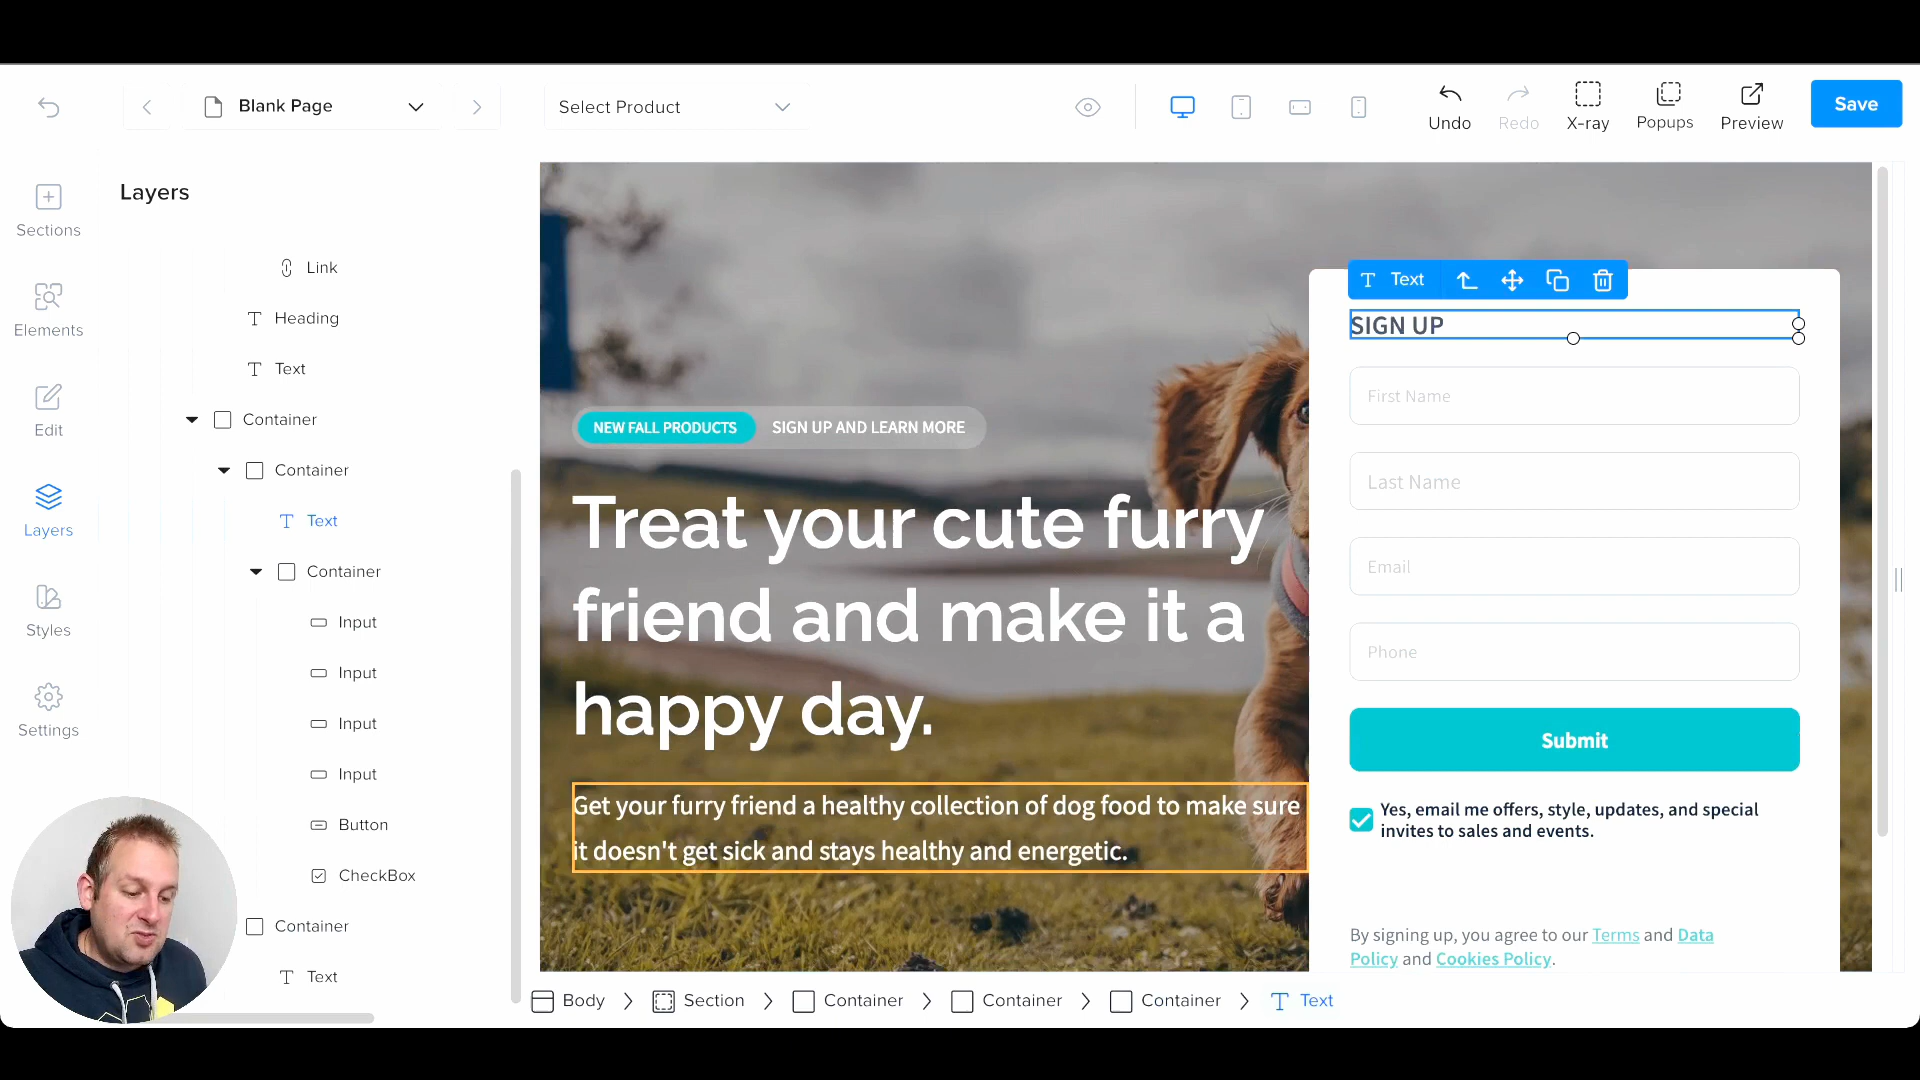 Blank Page
Select Product
Undo
Redo
X-ray
Popups
Preview
Save
Sections
Elements
Edit
Layers
Styles
Settings
Layers
Link
Heading
Text
Container
Container
Text
Container
Input
Input
Input
Input
Button
CheckBox
Container
Text
NEW FALL PRODUCTS SIGN UP AND LEARN MORE
Treat your cute furry
friend and make it a
happy day.
Get your furry friend a healthy collection of dog food to make sure
it doesn't get sick and stays healthy and energetic.
Text
SIGN UP
First Name
Last Name
Email
Phone
Submit
Yes, email me offers, style, updates, and special
invites to sales and events.
By signing up, you agree to our Terms and Data
Policy and Cookies Policy.
Body Section Container Container Container Text